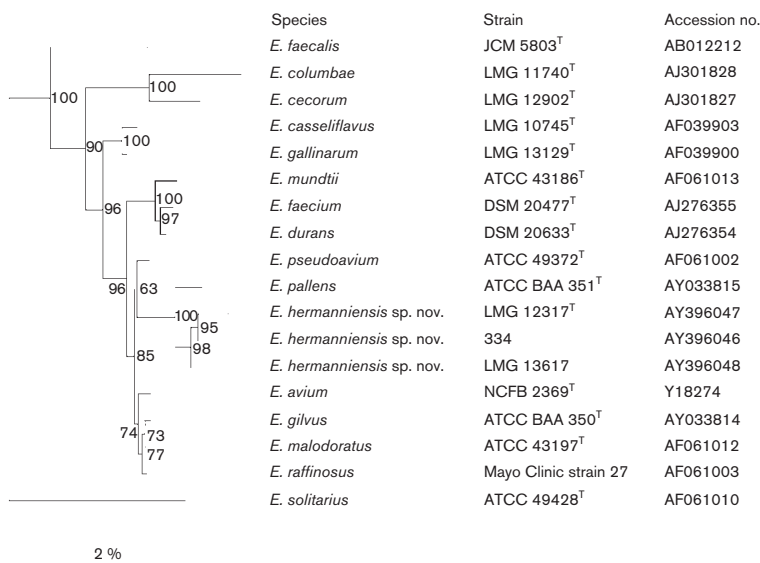 Species Strain Accession no.
E. faecalis JCM 5803T AB012212
E. columbae LMG 11740T AJ301828
100
E. cecorum LMG 12902T AJ301827
100
E. casseliflavus LMG 10745T AF039903
100
90
E. gallinarum LMG 13129T AF039900
E. mundtii ATCC 43186T AF061013
100
E. faecium DSM 20477T AJ276355
96
97
E. durans DSM 20633T AJ276354
E. pseudoavium ATCC 49372T AF061002
E. pallens ATCC BAA 351T AY033815
96 63
E. hermanniensis sp. nov. LMG 12317T AY396047
100
95
E. hermanniensis sp. nov. 334 AY396046
98
85
E. hermanniensis sp. nov. LMG 13617 AY396048
E. avium NCFB 2369T Y18274
E. gilvus ATCC BAA 350T AY033814
74 73
E. malodoratus ATCC 43197T AF061012
77
E. raffinosus Mayo Clinic strain 27 AF061003
E. solitarius ATCC 49428T AF061010
2 %